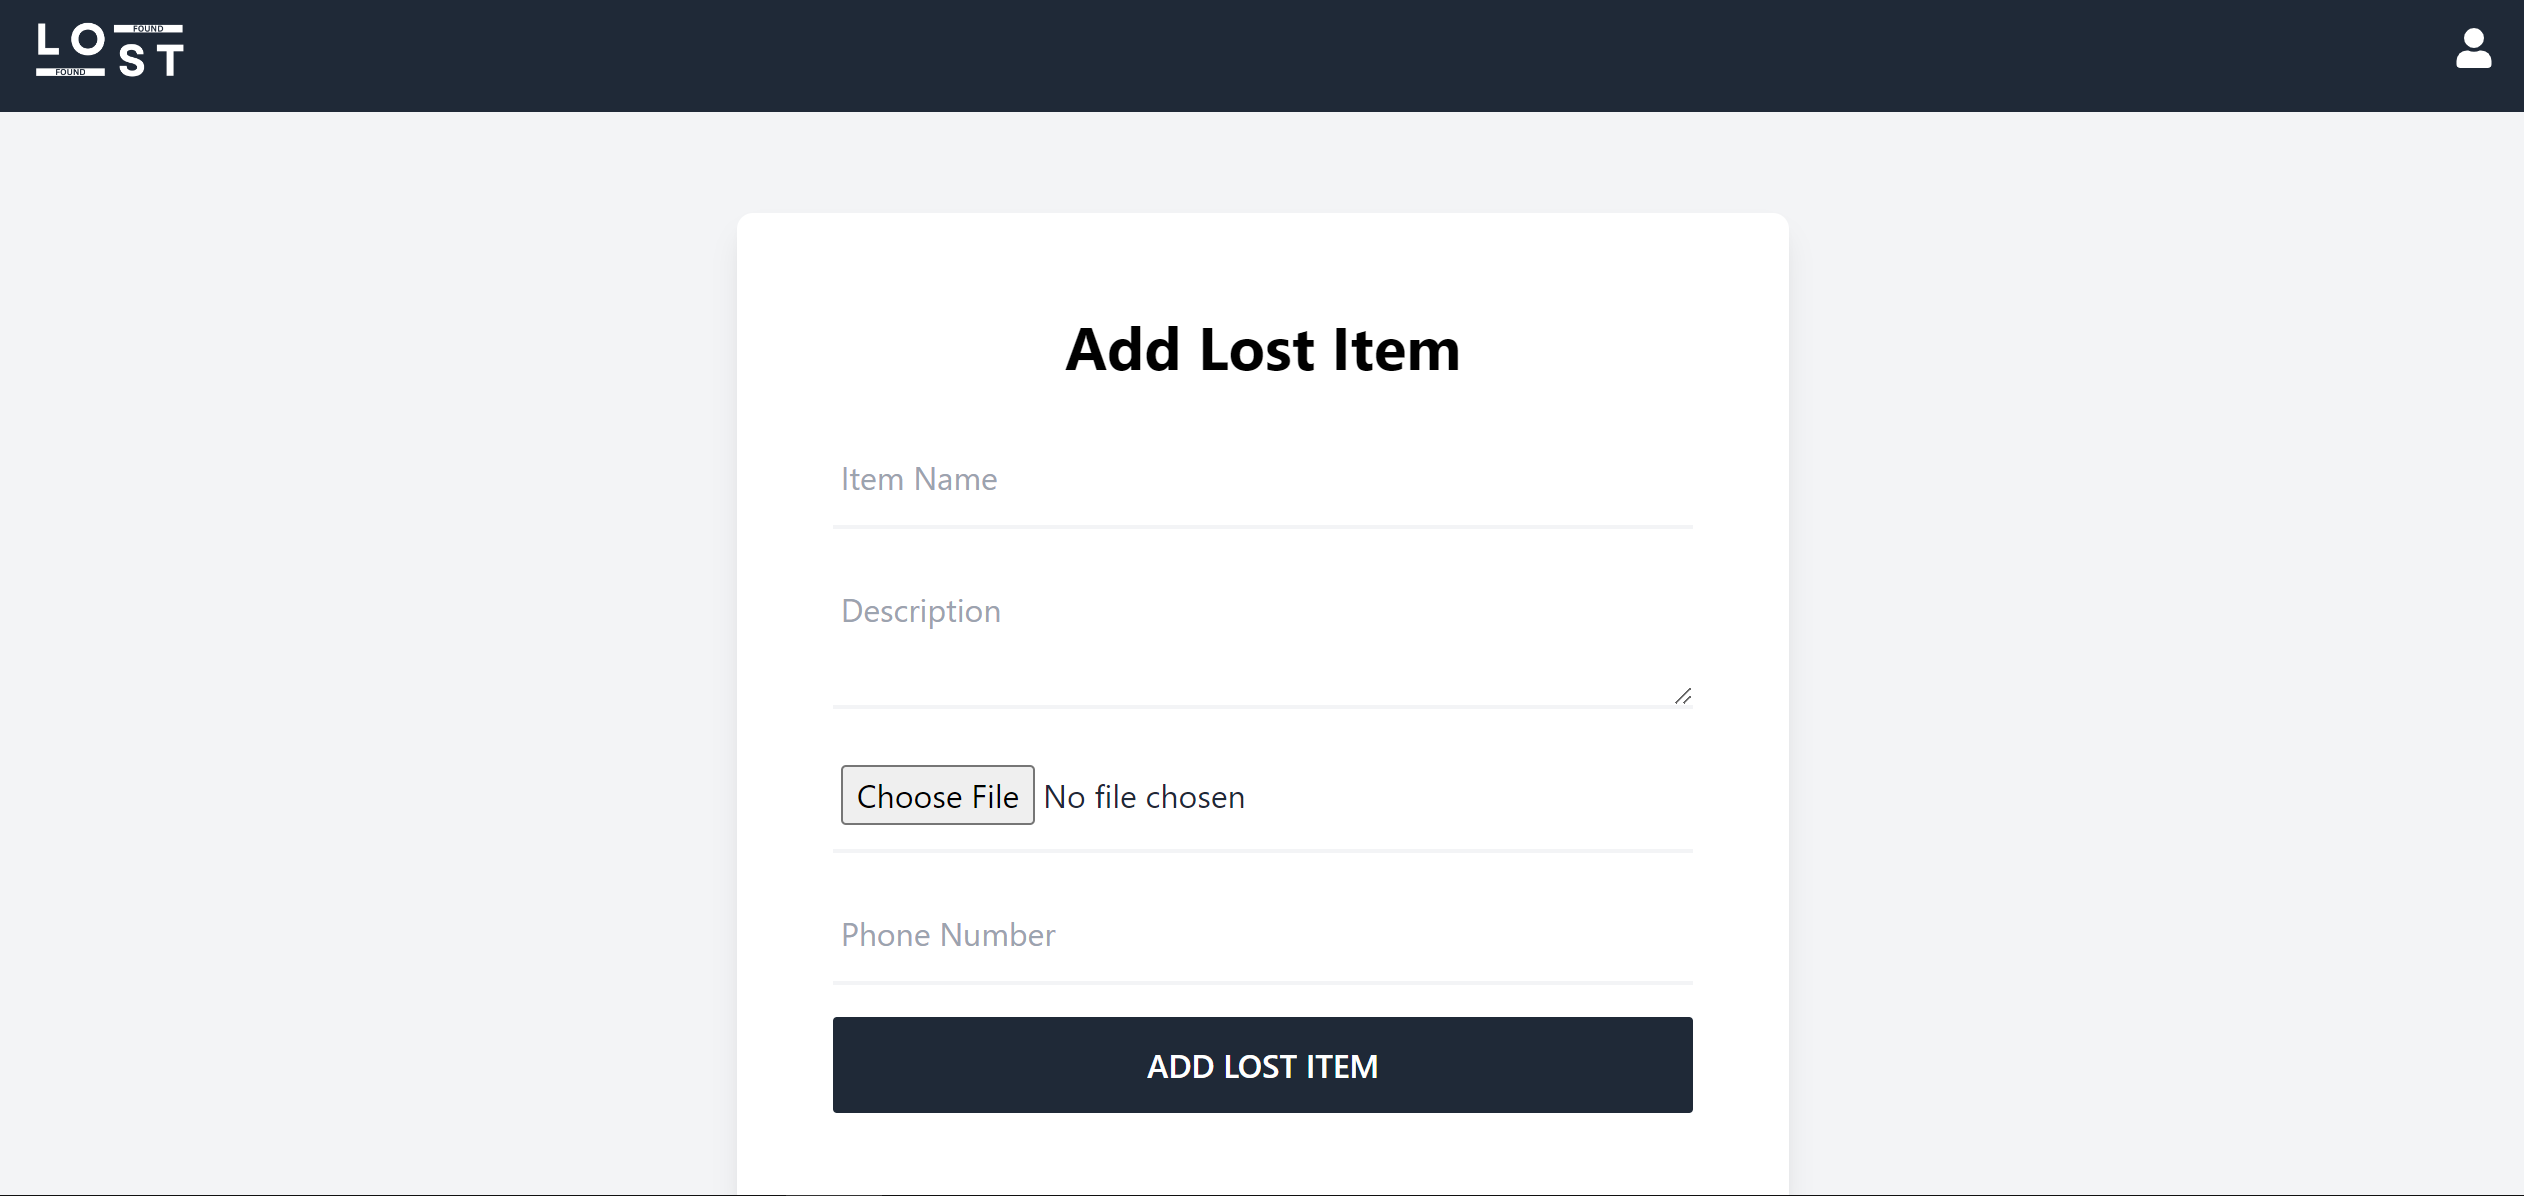 LO FOUND
FOUND ST
Add Lost Item
Item Name
Description
Choose File No file chosen
Phone Number
ADD LOST ITEM